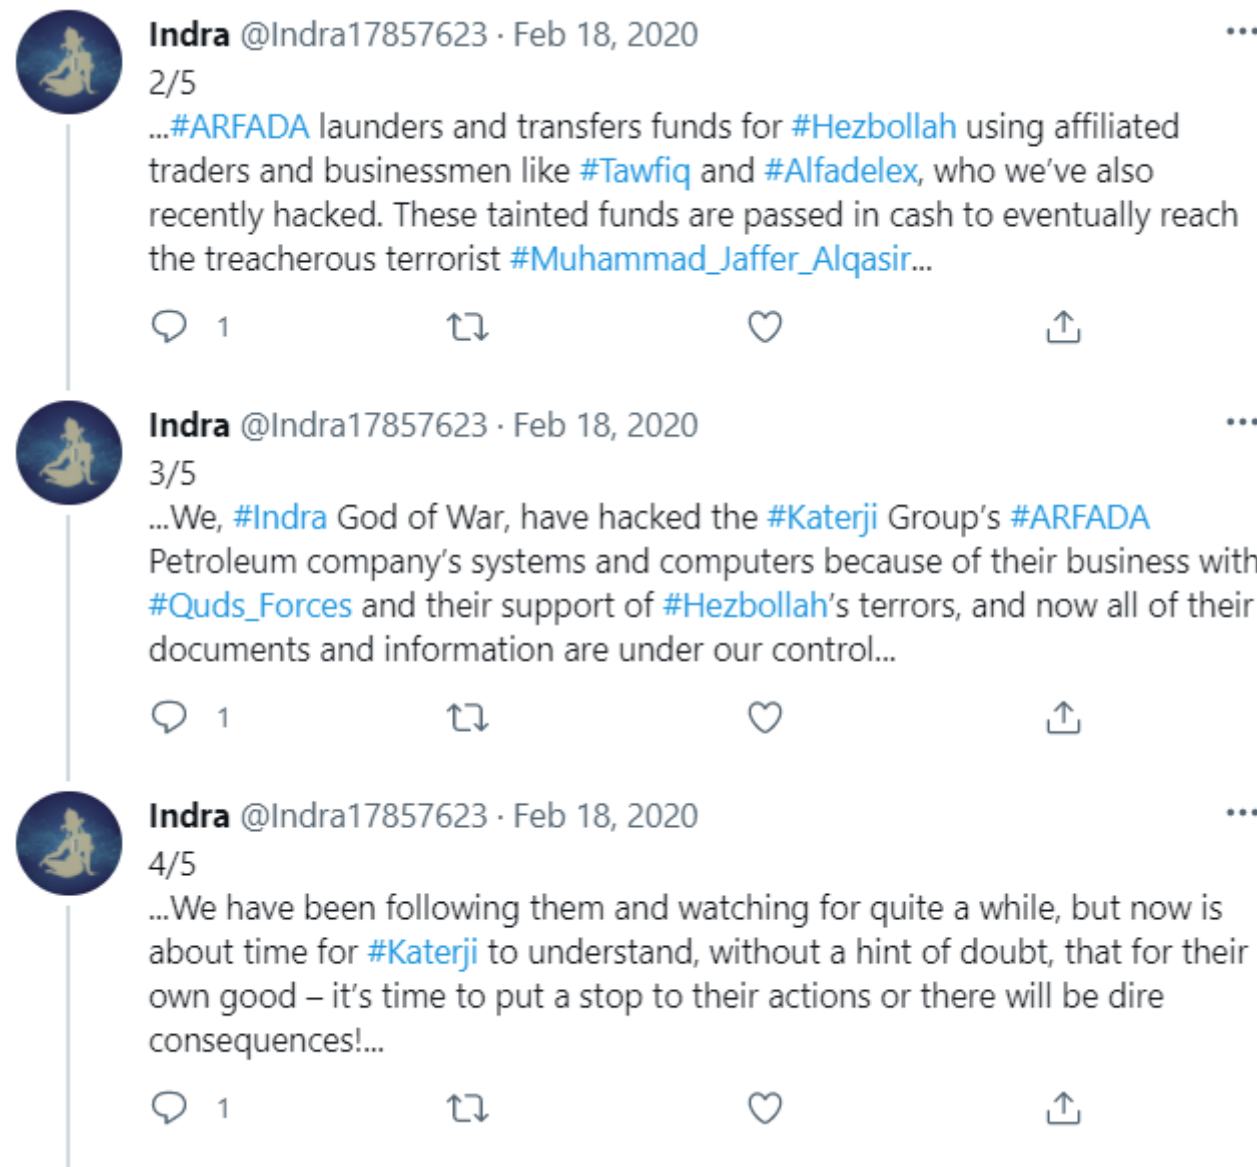 Indra @Indra17857623 · Feb 18, 2020
2/5
...#ARFADA launders and transfers funds for #Hezbollah using affiliated
traders and businessmen like #Tawfiq and #Alfadelex, who we’ve also
recently hacked. These tainted funds are passed in cash to eventually reach
the treacherous terrorist #Muhammad_Jaffer_Alqasir...
1
Indra @Indra17857623 · Feb 18, 2020
3/5
...We, #Indra God of War, have hacked the #Katerji Group’s #ARFADA
Petroleum company’s systems and computers because of their business with
#Quds_Forces and their support of #Hezbollah’s terrors, and now all of their
documents and information are under our control...
1
Indra @Indra17857623 · Feb 18, 2020
4/5
...We have been following them and watching for quite a while, but now is
about time for #Katerji to understand, without a hint of doubt, that for their
own good – it’s time to put a stop to their actions or there will be dire
consequences!...
1